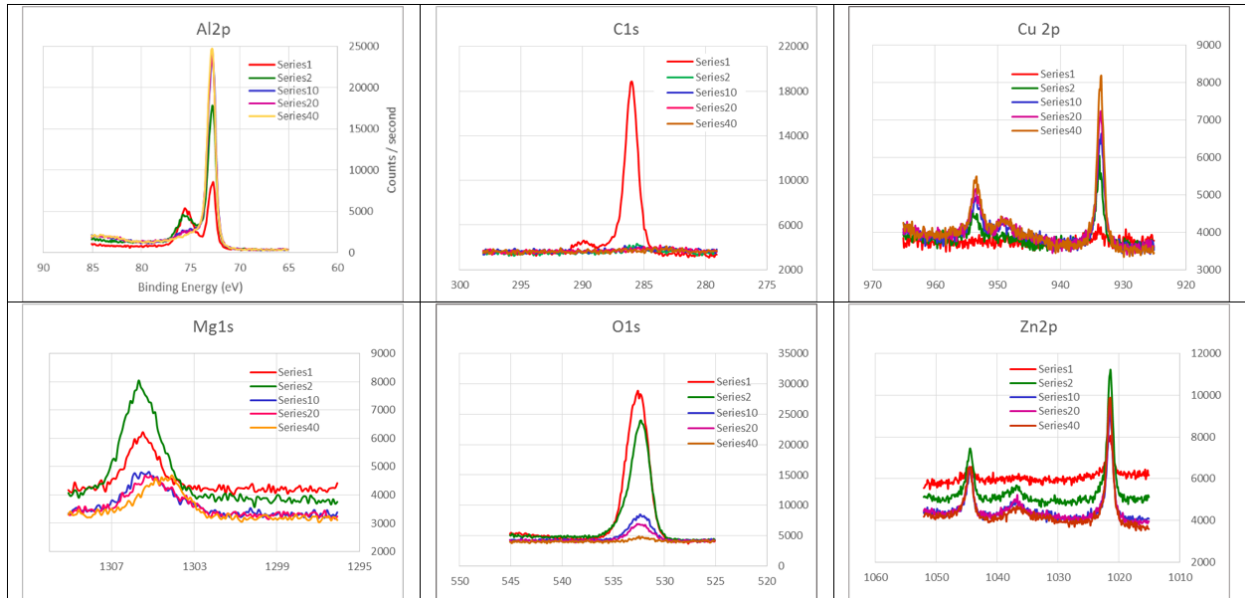 Al2p
25000
20000
15000
10000
5000
0
Counts / second
Series1
Series2
Series10
Series20
Series40
90 85 80 75 70 65 60
Binding Energy (eV)
C1s
22000
18000
14000
10000
6000
2000
Series1
Series2
Series10
Series20
Series40
300 295 290 285 280 275
Cu 2p
9000
8000
7000
6000
5000
4000
3000
Series1
Series2
Series10
Series20
Series40
970 960 950 940 930 920
Mg1s
9000
8000
7000
6000
5000
4000
3000
2000
Series1
Series2
Series10
Series20
Series40
1307 1303 1299 1295
O1s
35000
30000
25000
20000
15000
10000
5000
0
Series1
Series2
Series10
Series20
Series40
550 545 540 535 530 525 520
Zn2p
12000
10000
8000
6000
4000
2000
Series1
Series2
Series10
Series20
Series40
1060 1050 1040 1030 1020 1010